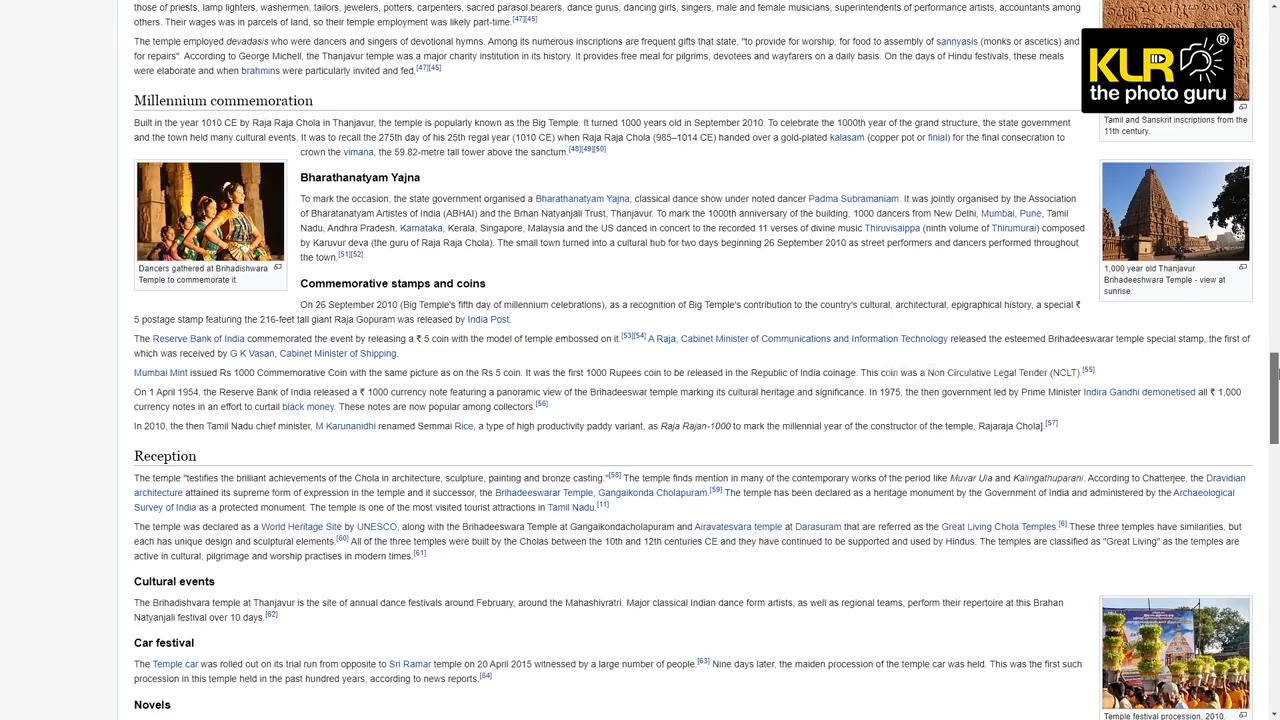 those of priests, lamp lighters, washermen, tailors, jewelers, potters, carpenters, sacred parasol bearers, dance gurus, dancing girls, singers, male and female musicians, superintendents of performance artists, accountants among
others. Their wages was in parcels of land, so their temple employment was likely part-time.[47][45]
The temple employed devadasis who were dancers and singers of devotional hymns. Among its numerous inscriptions are frequent gifts that state, "to provide for worship, for food to assembly of sannyasis (monks or ascetics) and
for repairs". According to George Michell, the Thanjavur temple was a major charity institution in its history. It provides free meal for pilgrims, devotees and wayfarers on a daily basis. On the days of Hindu festivals, these meals
were elaborate and when brahmins were particularly invited and fed.[47][45]
KLR
®
the photo guru
Tamil and Sanskrit inscriptions from the
11th century.
Millennium commemoration
Built in the year 1010 CE by Raja Raja Chola in Thanjavur, the temple is popularly known as the Big Temple. It turned 1000 years old in September 2010. To celebrate the 1000th year of the grand structure, the state government
and the town held many cultural events. It was to recall the 275th day of his 25th regal year (1010 CE) when Raja Raja Chola (985–1014 CE) handed over a gold-plated kalasam (copper pot or finial) for the final consecration to
crown the vimana, the 59.82-metre tall tower above the sanctum.[48][49][50]
Dancers gathered at Brihadishwara
Temple to commemorate it.
Bharathanatyam Yajna
To mark the occasion, the state government organised a Bharathanatyam Yajna, classical dance show under noted dancer Padma Subramaniam. It was jointly organised by the Association
of Bharatanatyam Artistes of India (ABHAI) and the Brhan Natyanjali Trust, Thanjavur. To mark the 1000th anniversary of the building, 1000 dancers from New Delhi, Mumbai, Pune, Tamil
Nadu, Andhra Pradesh, Karnataka, Kerala, Singapore, Malaysia and the US danced in concert to the recorded 11 verses of divine music Thiruvisaippa (ninth volume of Thirumurai) composed
by Karuvur deva (the guru of Raja Raja Chola). The small town turned into a cultural hub for two days beginning 26 September 2010 as street performers and dancers performed throughout
the town.[51][52]
1,000 year old Thanjavur
Brihadeeshwara Temple - view at
sunrise.
Commemorative stamps and coins
On 26 September 2010 (Big Temple's fifth day of millennium celebrations), as a recognition of Big Temple's contribution to the country's cultural, architectural, epigraphical history, a special ₹
5 postage stamp featuring the 216-feet tall giant Raja Gopuram was released by India Post.
The Reserve Bank of India commemorated the event by releasing a ₹ 5 coin with the model of temple embossed on it.[53][54] A Raja, Cabinet Minister of Communications and Information Technology released the esteemed Brihadeeswarar temple special stamp, the first of
which was received by G K Vasan, Cabinet Minister of Shipping.
Mumbai Mint issued Rs 1000 Commemorative Coin with the same picture as on the Rs 5 coin. It was the first 1000 Rupees coin to be released in the Republic of India coinage. This coin was a Non Circulative Legal Tender (NCLT).[55]
On 1 April 1954, the Reserve Bank of India released a ₹ 1000 currency note featuring a panoramic view of the Brihadeeswar temple marking its cultural heritage and significance. In 1975, the then government led by Prime Minister Indira Gandhi demonetised all ₹ 1,000
currency notes in an effort to curtail black money. These notes are now popular among collectors.[56]
In 2010, the then Tamil Nadu chief minister, M Karunanidhi renamed Semmai Rice, a type of high productivity paddy variant, as Raja Rajan-1000 to mark the millennial year of the constructor of the temple, Rajaraja Chola].[57]
Reception
The temple "testifies the brilliant achievements of the Chola in architecture, sculpture, painting and bronze casting."[58] The temple finds mention in many of the contemporary works of the period like Muvar Ula and Kalingathuparani. According to Chatterjee, the Dravidian
architecture attained its supreme form of expression in the temple and it successor, the Brihadeeswarar Temple, Gangaikonda Cholapuram.[59] The temple has been declared as a heritage monument by the Government of India and administered by the Archaeological
Survey of India as a protected monument. The temple is one of the most visited tourist attractions in Tamil Nadu.[11]
The temple was declared as a World Heritage Site by UNESCO, along with the Brihadeeswara Temple at Gangaikondacholapuram and Airavatesvara temple at Darasuram that are referred as the Great Living Chola Temples.[6] These three temples have similarities, but
each has unique design and sculptural elements.[60] All of the three temples were built by the Cholas between the 10th and 12th centuries CE and they have continued to be supported and used by Hindus. The temples are classified as "Great Living" as the temples are
active in cultural, pilgrimage and worship practises in modern times.[61]
Cultural events
The Brihadishvara temple at Thanjavur is the site of annual dance festivals around February, around the Mahashivratri. Major classical Indian dance form artists, as well as regional teams, perform their repertoire at this Brahan
Natyanjali festival over 10 days.[62]
Car festival
The Temple car was rolled out on its trial run from opposite to Sri Ramar temple on 20 April 2015 witnessed by a large number of people.[63] Nine days later, the maiden procession of the temple car was held. This was the first such
procession in this temple held in the past hundred years, according to news reports.[64]
Temple festival procession, 2010.
Novels